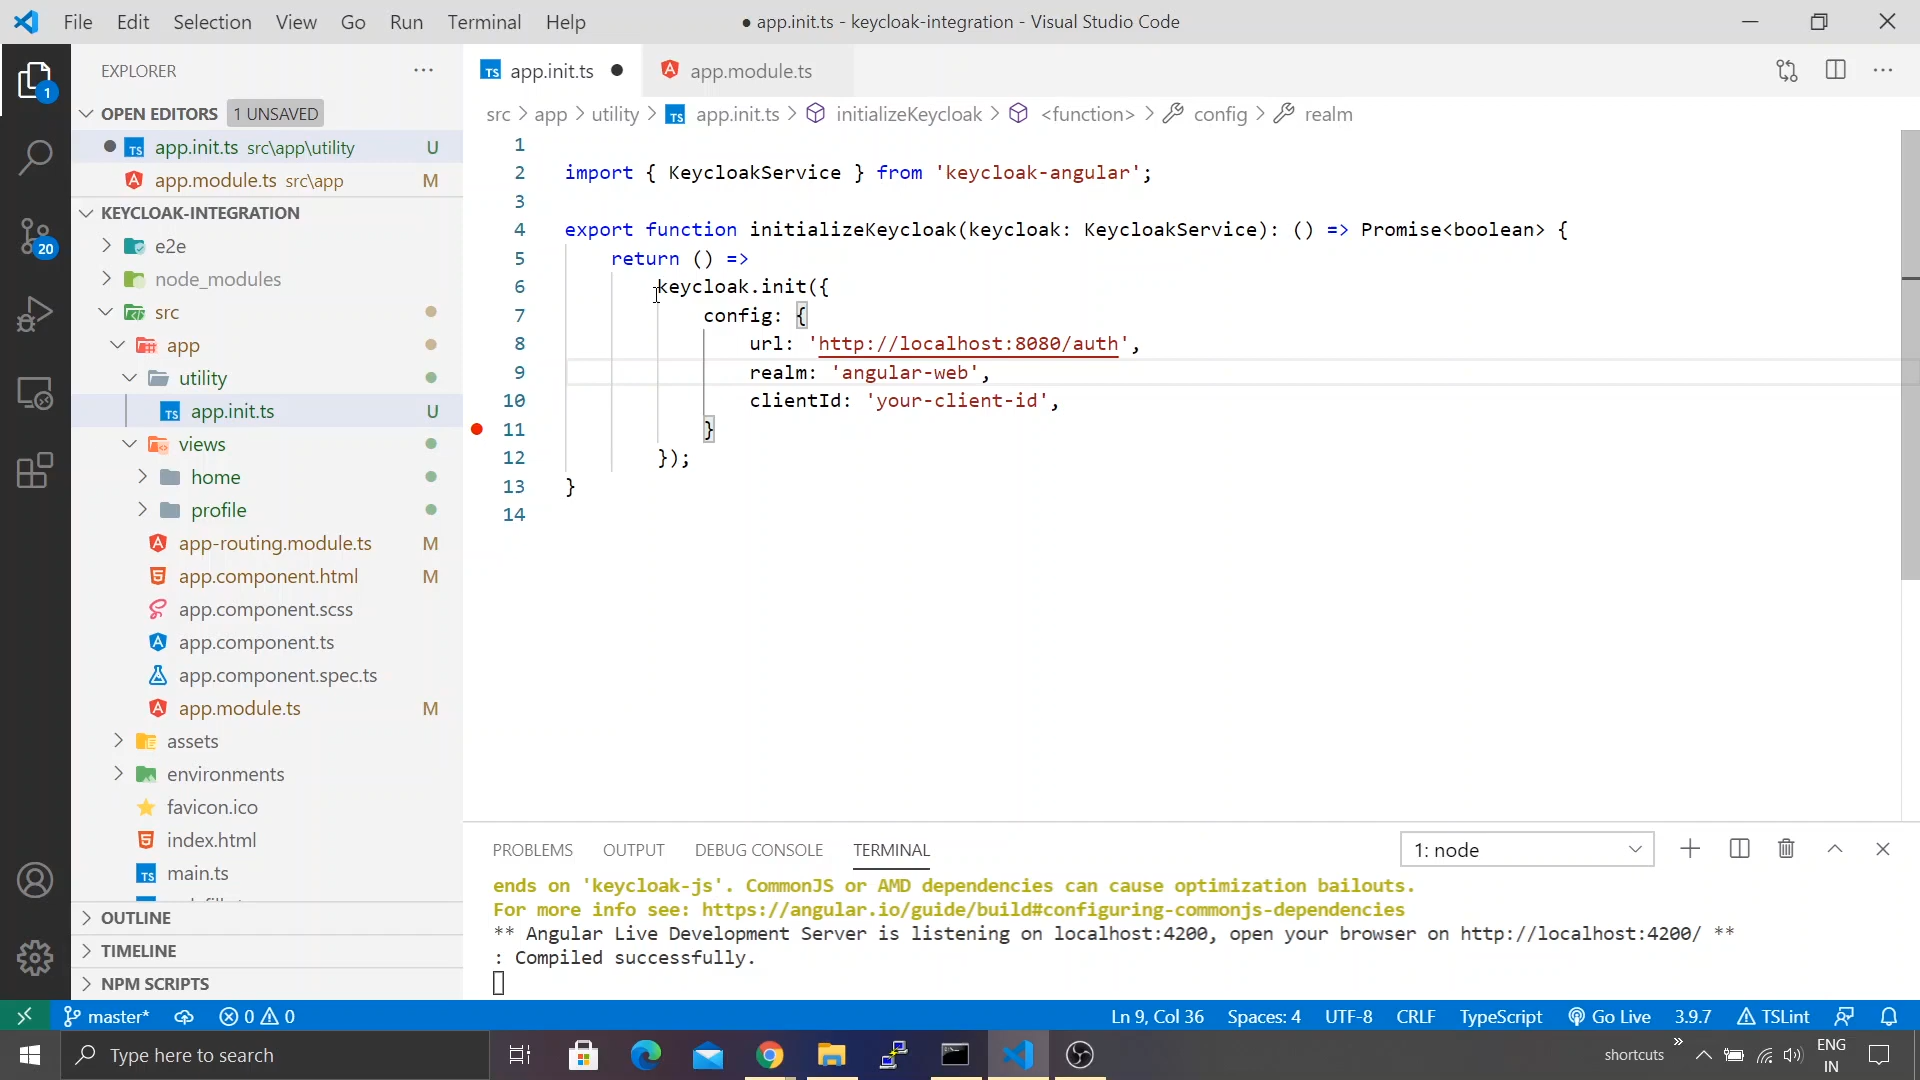 File Edit Selection View Go Run Terminal Help
● app.init.ts - keycloak-integration - Visual Studio Code
EXPLORER
OPEN EDITORS 1 UNSAVED
app.init.ts src\app\utility U
app.module.ts src\app M
KEYCLOAK-INTEGRATION
e2e
node_modules
src
app
utility
app.init.ts U
views
home
profile
app-routing.module.ts M
app.component.html M
app.component.scss
app.component.ts
app.component.spec.ts
app.module.ts M
assets
environments
favicon.ico
index.html
main.ts
OUTLINE
TIMELINE
NPM SCRIPTS
1
20
app.init.ts ●
app.module.ts
src > app > utility > app.init.ts > initializeKeycloak > <function> > config > realm
1
2 import { KeycloakService } from 'keycloak-angular';
3
4 export function initializeKeycloak(keycloak: KeycloakService): () => Promise<boolean> {
5 return () =>
6 keycloak.init({
7 config: {
8 url: 'http://localhost:8080/auth',
9 realm: 'angular-web',
10 clientId: 'your-client-id',
11 }
12 });
13 }
14
PROBLEMS OUTPUT DEBUG CONSOLE TERMINAL 1: node
ends on 'keycloak-js'. CommonJS or AMD dependencies can cause optimization bailouts.
For more info see: https://angular.io/guide/build#configuring-commonjs-dependencies
** Angular Live Development Server is listening on localhost:4200, open your browser on http://localhost:4200/ **
: Compiled successfully.
master* 0 0 Ln 9, Col 36 Spaces: 4 UTF-8 CRLF TypeScript Go Live 3.9.7 TSLint
Type here to search
shortcuts »
ENG
IN